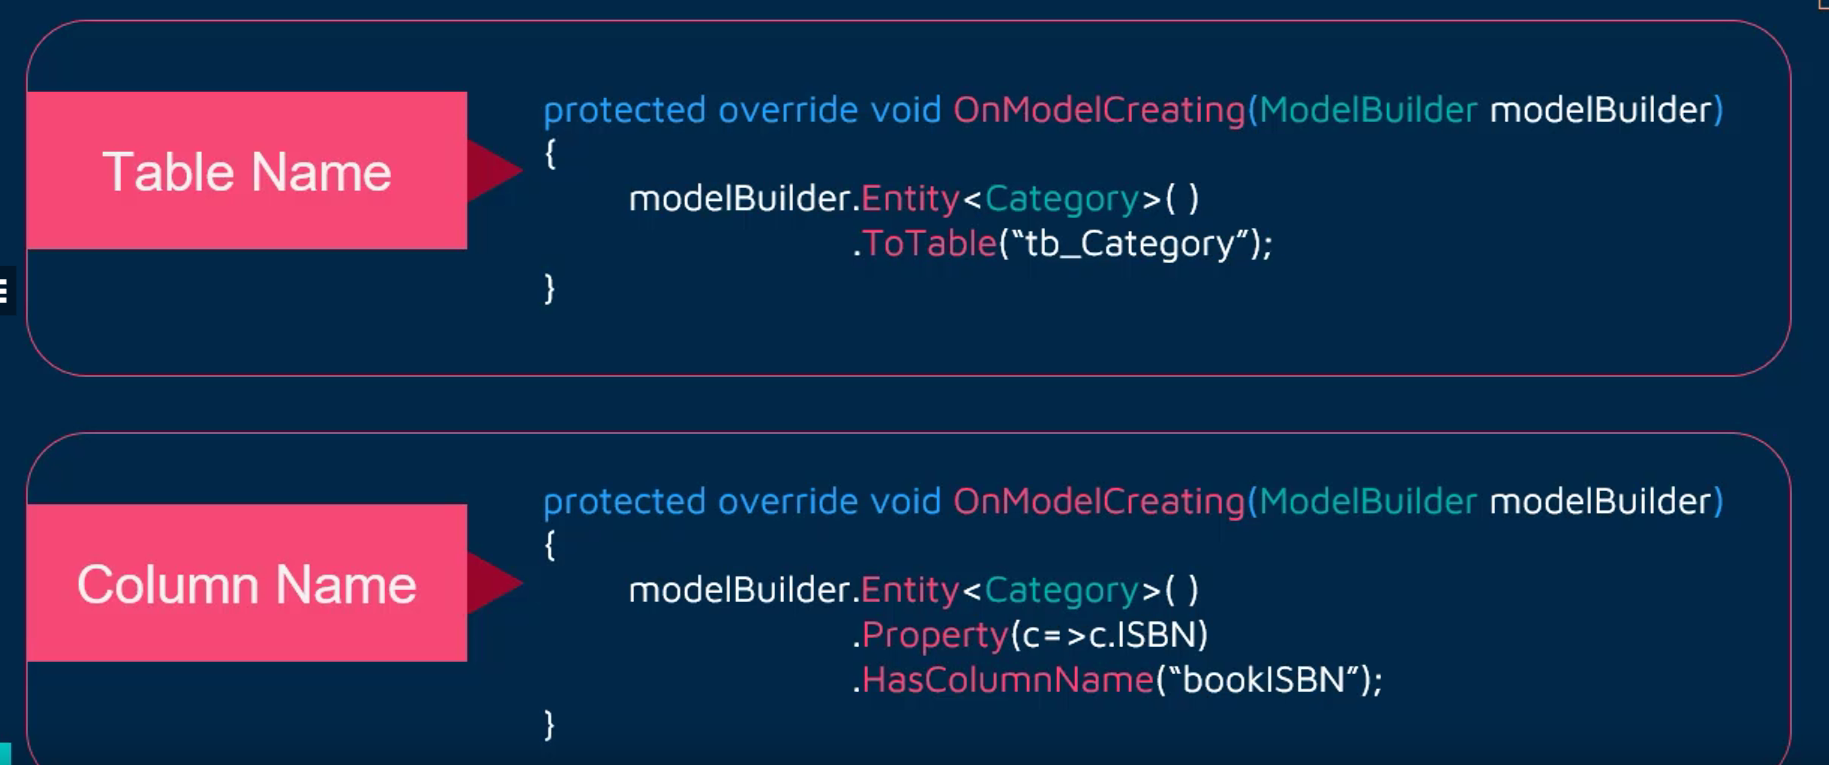 Table Name
protected override void OnModelCreating(ModelBuilder modelBuilder)
{
modelBuilder.Entity<Category>( )
.ToTable(“tb_Category”);
}
Column Name
protected override void OnModelCreating(ModelBuilder modelBuilder)
{
modelBuilder.Entity<Category>( )
.Property(c=>c.ISBN)
.HasColumnName(“bookISBN”);
}